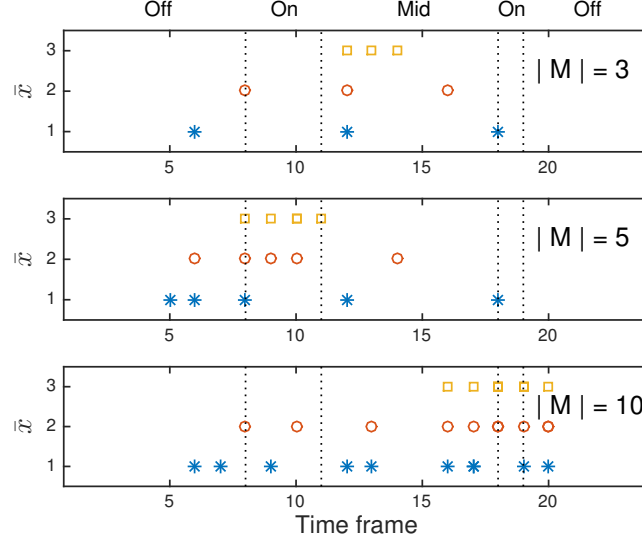 Off On Mid On Off
3
x̄ 2
1
| M | = 3
5 10 15 20
3
x̄ 2
1
| M | = 5
5 10 15 20
3
x̄ 2
1
| M | = 10
5 10 15 20
Time frame